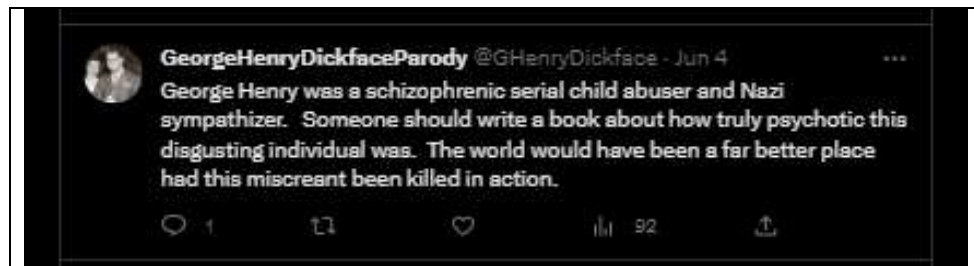 GeorgeHenryDickfaceParody @GHenryDickface · Jun 4 ...
George Henry was a schizophrenic serial child abuser and Nazi
sympathizer.   Someone should write a book about how truly psychotic this
disgusting individual was.  The world would have been a far better place
had this miscreant been killed in action.
1 92